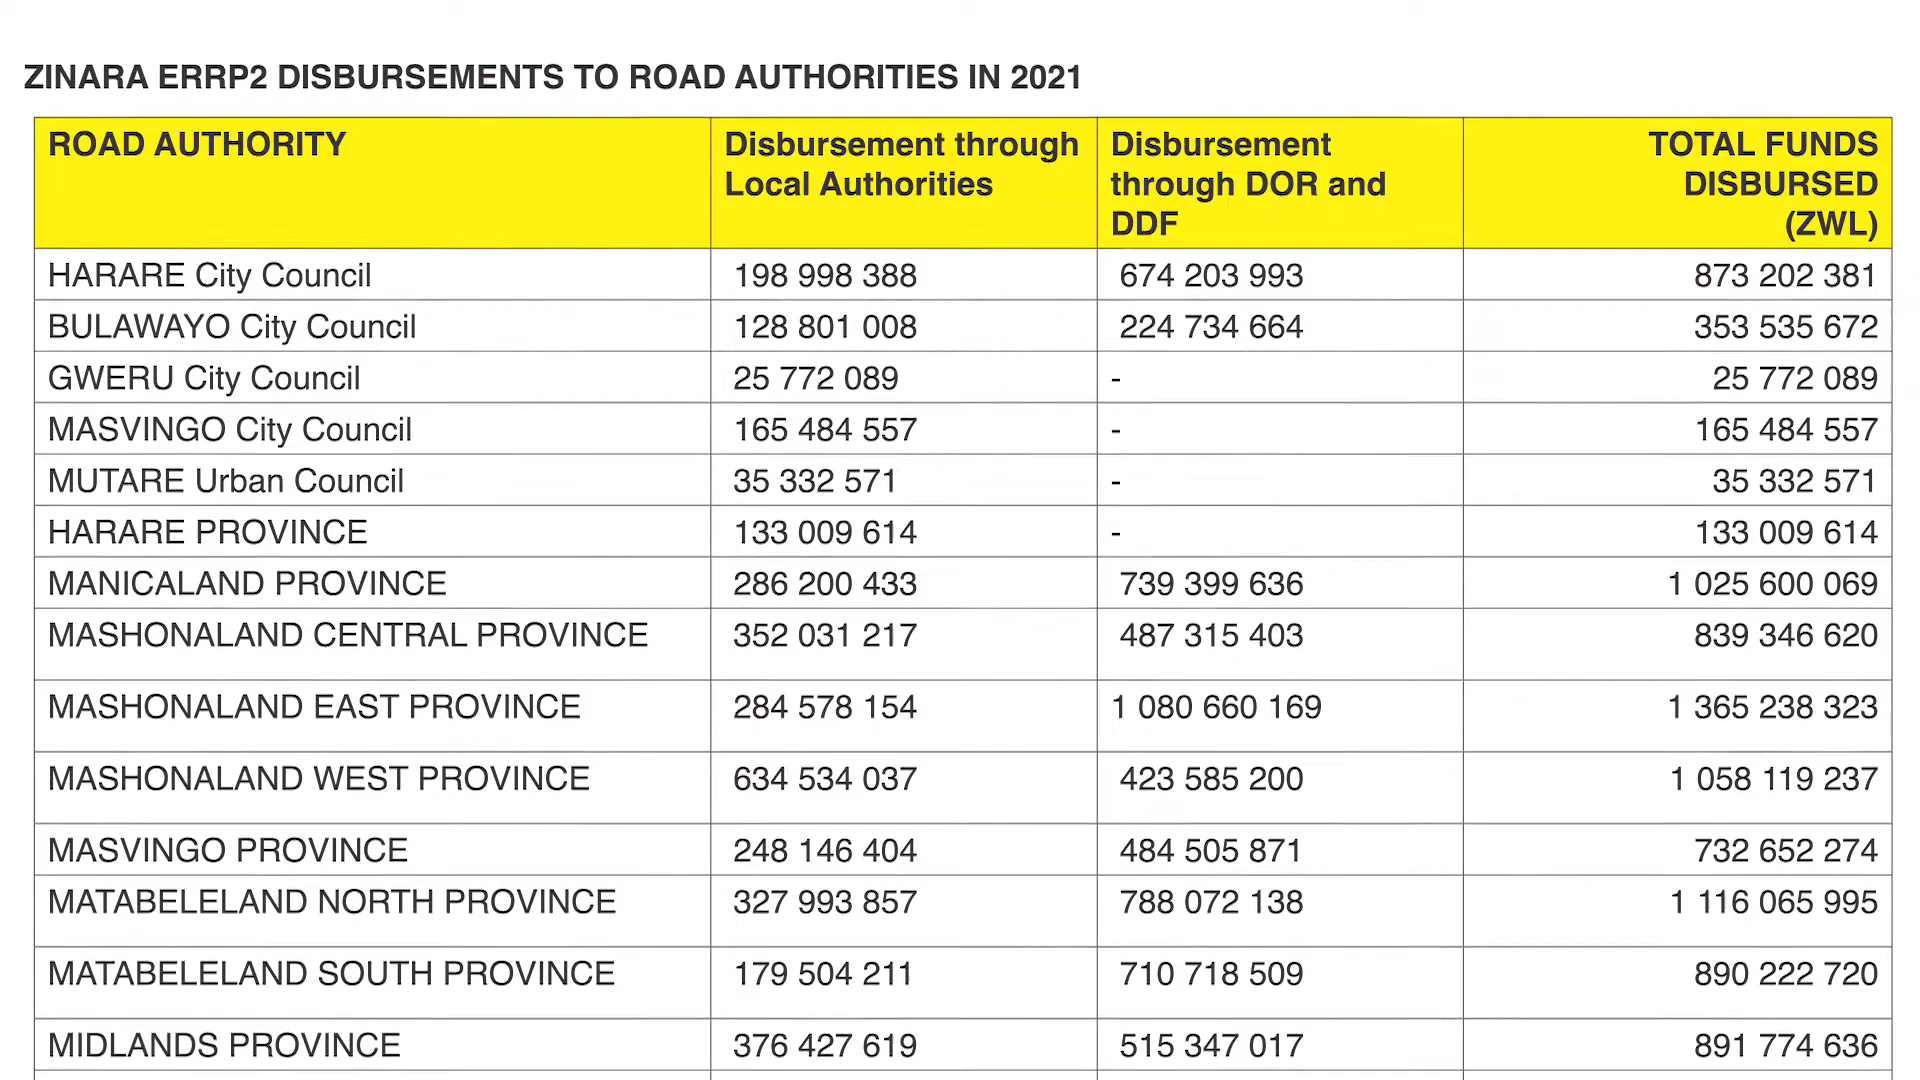 ZINARA ERRP2 DISBURSEMENTS TO ROAD AUTHORITIES IN 2021
ROAD AUTHORITY Disbursement through Local Authorities Disbursement through DOR and DDF TOTAL FUNDS DISBURSED (ZWL)
HARARE City Council 198 998 388 674 203 993 873 202 381
BULAWAYO City Council 128 801 008 224 734 664 353 535 672
GWERU City Council 25 772 089 - 25 772 089
MASVINGO City Council 165 484 557 - 165 484 557
MUTARE Urban Council 35 332 571 - 35 332 571
HARARE PROVINCE 133 009 614 - 133 009 614
MANICALAND PROVINCE 286 200 433 739 399 636 1 025 600 069
MASHONALAND CENTRAL PROVINCE 352 031 217 487 315 403 839 346 620
MASHONALAND EAST PROVINCE 284 578 154 1 080 660 169 1 365 238 323
MASHONALAND WEST PROVINCE 634 534 037 423 585 200 1 058 119 237
MASVINGO PROVINCE 248 146 404 484 505 871 732 652 274
MATABELELAND NORTH PROVINCE 327 993 857 788 072 138 1 116 065 995
MATABELELAND SOUTH PROVINCE 179 504 211 710 718 509 890 222 720
MIDLANDS PROVINCE 376 427 619 515 347 017 891 774 636